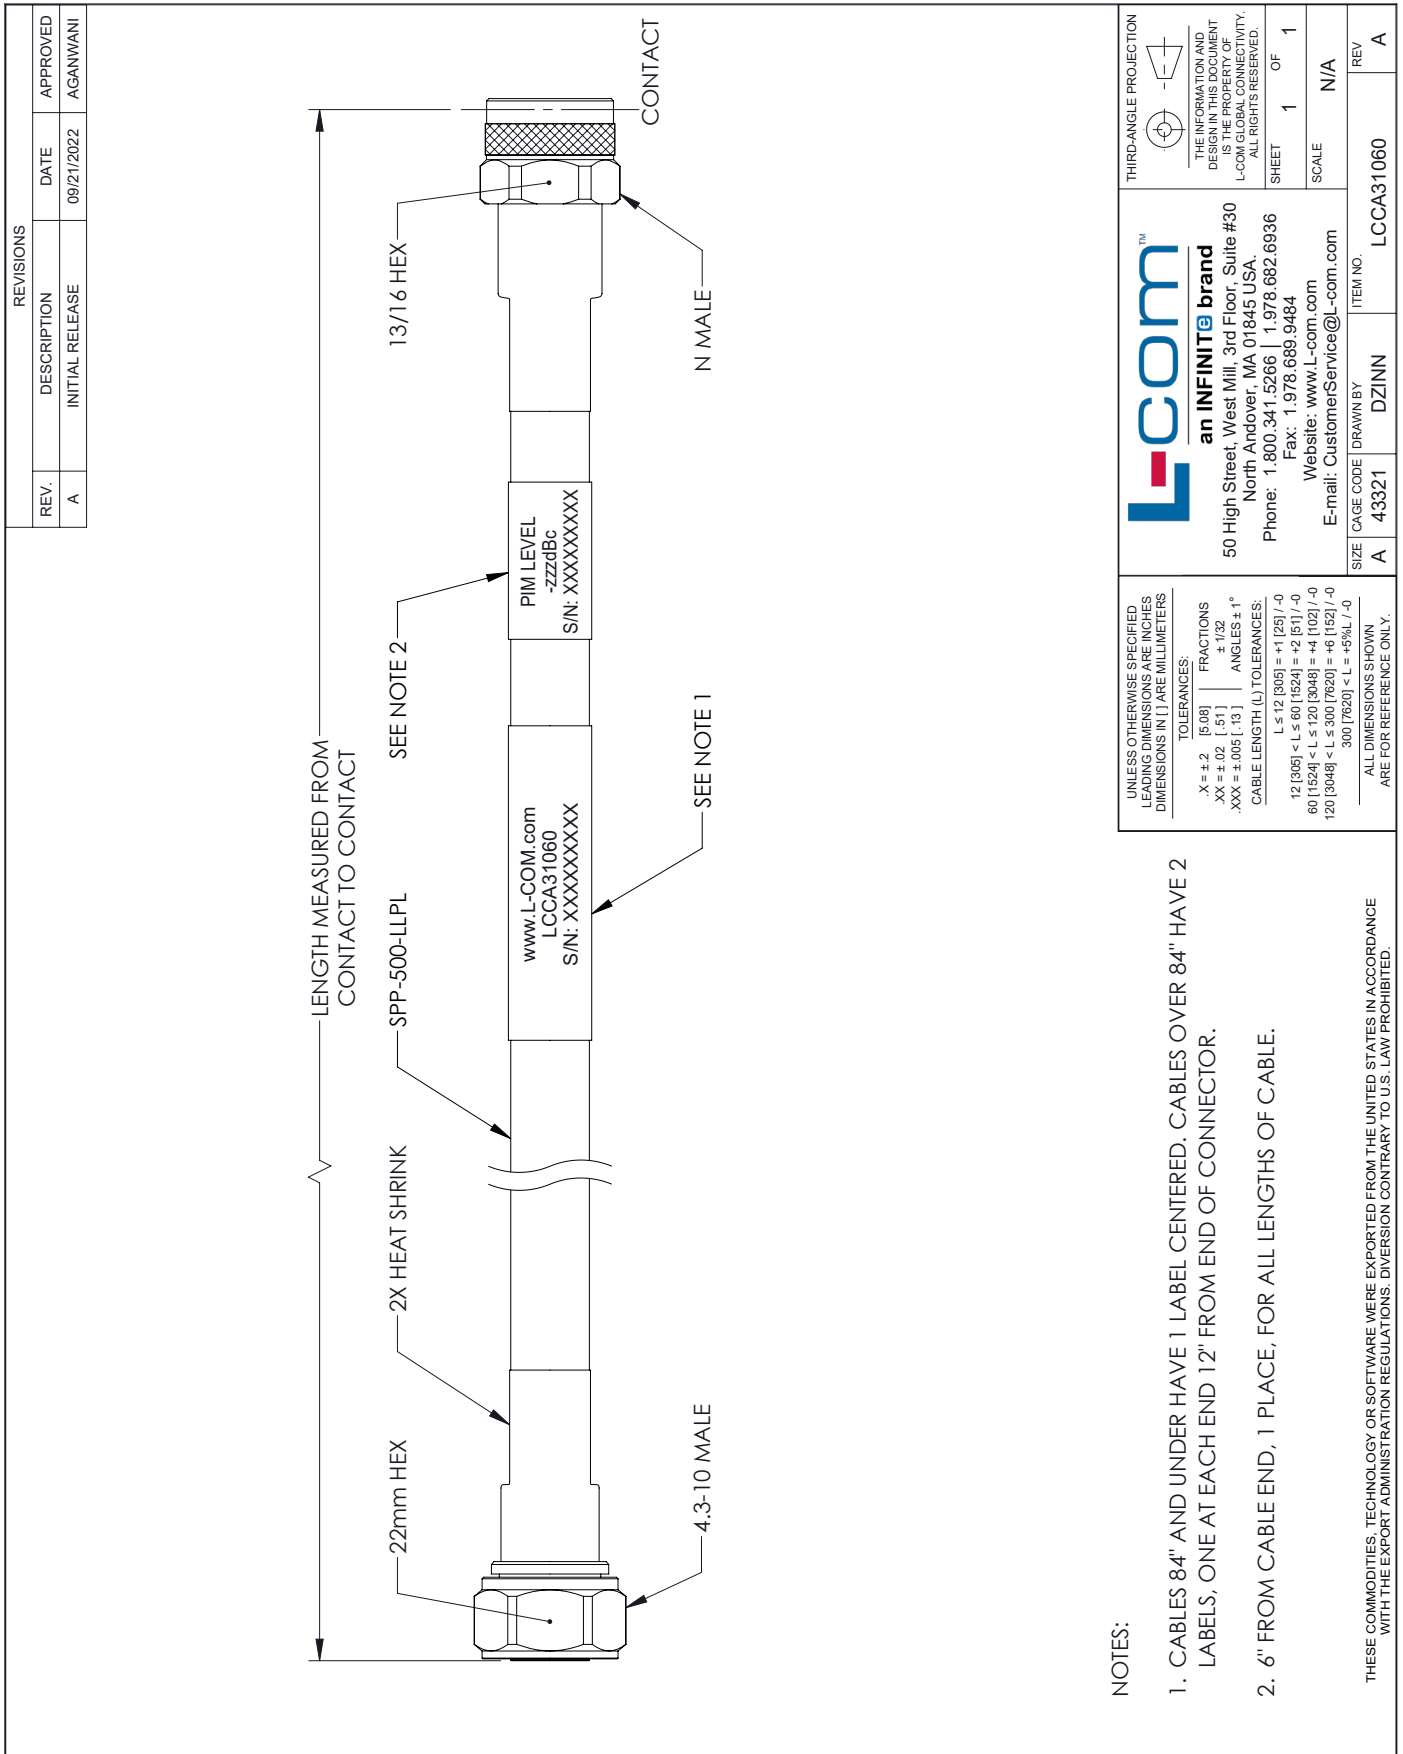 REVISIONS
REV. DESCRIPTION DATE APPROVED
A INITIAL RELEASE 09/21/2022 AGANWANI
LENGTH MEASURED FROM
CONTACT TO CONTACT
22mm HEX
2X HEAT SHRINK
SPP-500-LLPL
SEE NOTE 2
13/16 HEX
CONTACT
www.L-COM.com
LCCA31060
S/N: XXXXXXXXX
PIM LEVEL
-zzzdBc
S/N: XXXXXXXXX
4.3-10 MALE
SEE NOTE 1
N MALE
NOTES:
1. CABLES 84" AND UNDER HAVE 1 LABEL CENTERED. CABLES OVER 84" HAVE 2
LABELS, ONE AT EACH END 12" FROM END OF CONNECTOR.
2. 6" FROM CABLE END, 1 PLACE, FOR ALL LENGTHS OF CABLE.
THESE COMMODITIES, TECHNOLOGY OR SOFTWARE WERE EXPORTED FROM THE UNITED STATES IN ACCORDANCE
WITH THE EXPORT ADMINISTRATION REGULATIONS. DIVERSION CONTRARY TO U.S. LAW PROHIBITED.
UNLESS OTHERWISE SPECIFIED
LEADING DIMENSIONS ARE INCHES
DIMENSIONS IN [ ] ARE MILLIMETERS
TOLERANCES:
.X = ±.2 [5.08] FRACTIONS
.XX = ±.02 [.51] ± 1/32
.XXX = ±.005 [.13] ANGLES ± 1°
CABLE LENGTH (L) TOLERANCES:
L ≤ 12 [305] = +1 [25] / -0
12 [305] < L ≤ 60 [1524] = +2 [51] / -0
60 [1524] < L ≤ 120 [3048] = +4 [102] / -0
120 [3048] < L ≤ 300 [7620] = +6 [152] / -0
300 [7620] < L = +5%L / -0
ALL DIMENSIONS SHOWN
ARE FOR REFERENCE ONLY.
L-com™
an INFINITe brand
50 High Street, West Mill, 3rd Floor, Suite #30
North Andover, MA 01845 USA.
Phone: 1.800.341.5266 | 1.978.682.6936
Fax: 1.978.689.9484
Website: www.L-com.com
E-mail: CustomerService@L-com.com
THIRD-ANGLE PROJECTION
THE INFORMATION AND
DESIGN IN THIS DOCUMENT
IS THE PROPERTY OF
L-COM GLOBAL CONNECTIVITY.
ALL RIGHTS RESERVED.
SHEET 1 OF 1
SCALE N/A
SIZE A
CAGE CODE 43321
DRAWN BY DZINN
ITEM NO. LCCA31060
REV A